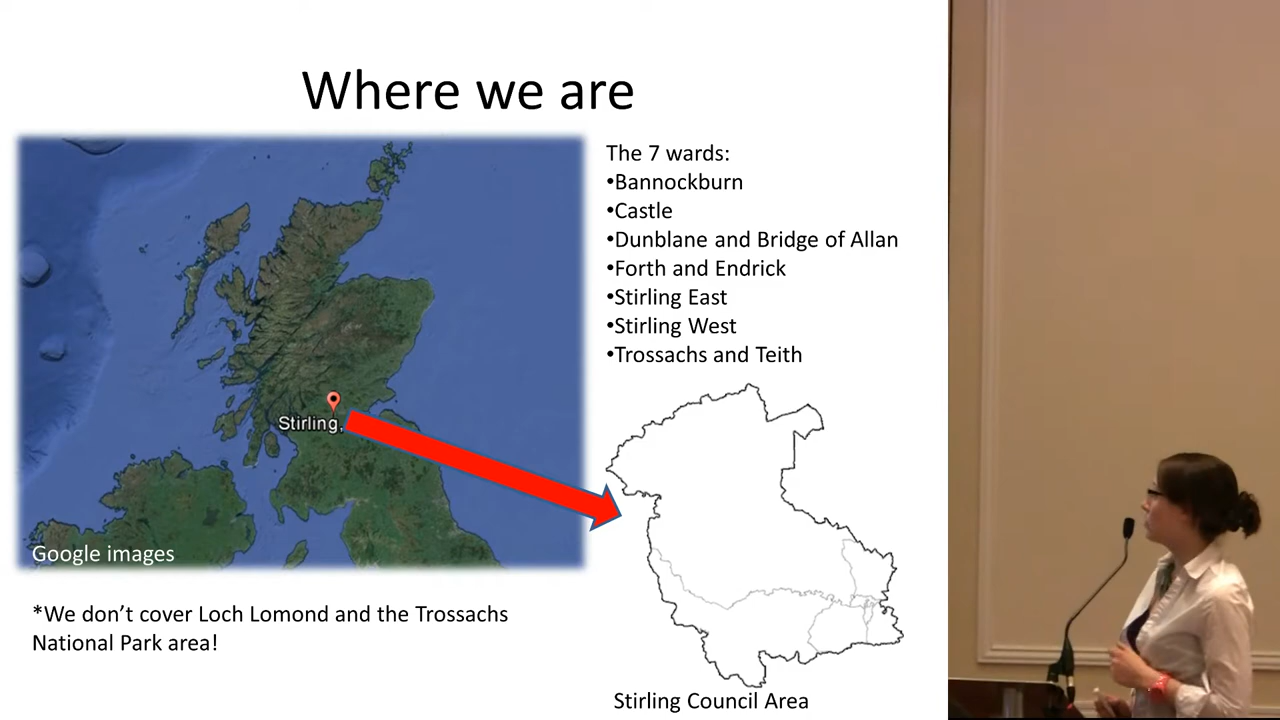 Where we are
The 7 wards:
•Bannockburn
•Castle
•Dunblane and Bridge of Allan
•Forth and Endrick
•Stirling East
•Stirling West
•Trossachs and Teith
Stirling,
Google images
*We don't cover Loch Lomond and the Trossachs
National Park area!
Stirling Council Area